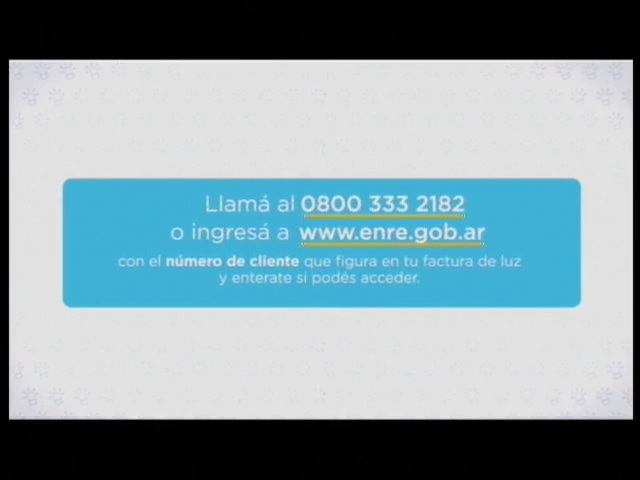 Llamá al 0800 333 2182
o ingresá a www.enre.gob.ar
con el número de cliente que figura en tu factura de luz
y enterate si podés acceder.